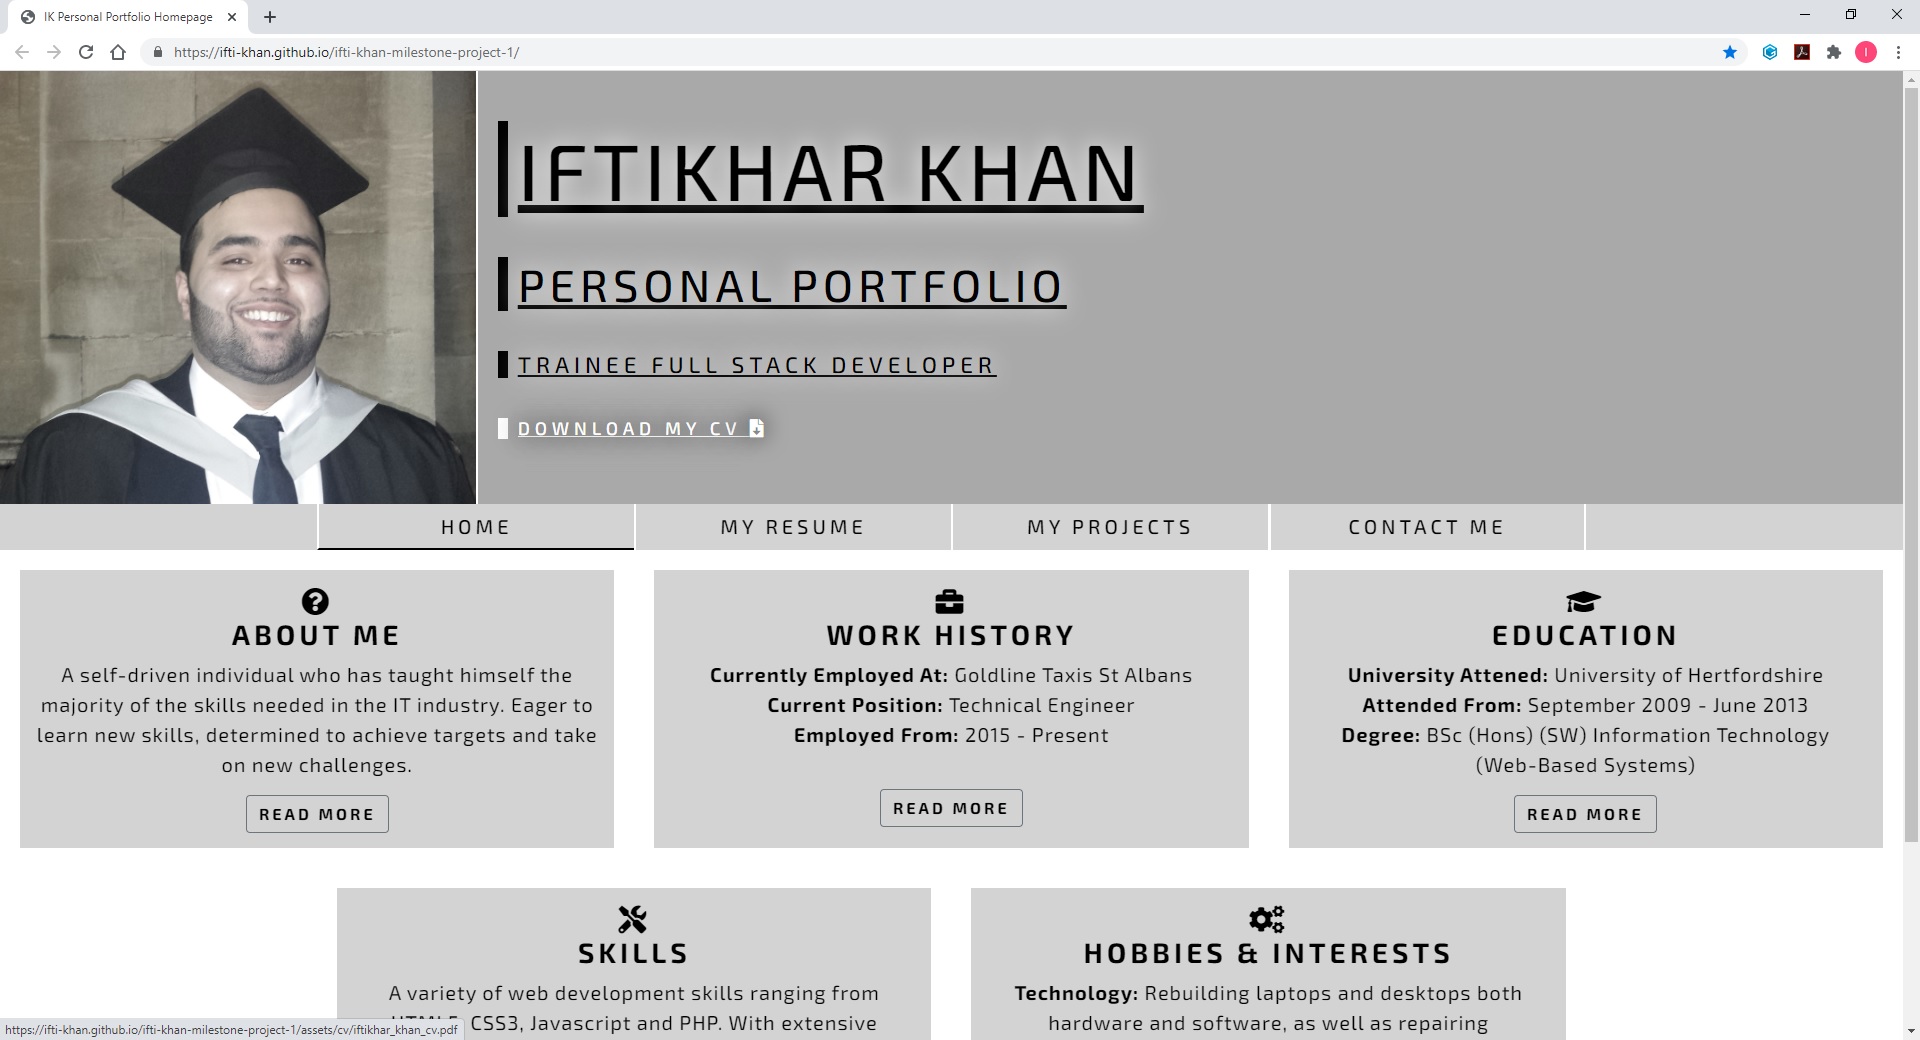 IK Personal Portfolio Homepage
https://ifti-khan.github.io/ifti-khan-milestone-project-1/
I
IFTIKHAR KHAN
PERSONAL PORTFOLIO
TRAINEE FULL STACK DEVELOPER
DOWNLOAD MY CV
HOME
MY RESUME
MY PROJECTS
CONTACT ME
ABOUT ME
A self-driven individual who has taught himself the
majority of the skills needed in the IT industry. Eager to
learn new skills, determined to achieve targets and take
on new challenges.
READ MORE
WORK HISTORY
Currently Employed At: Goldline Taxis St Albans
Current Position: Technical Engineer
Employed From: 2015 - Present
READ MORE
EDUCATION
University Attened: University of Hertfordshire
Attended From: September 2009 - June 2013
Degree: BSc (Hons) (SW) Information Technology
(Web-Based Systems)
READ MORE
SKILLS
A variety of web development skills ranging from
CSS3, Javascript and PHP. With extensive
HOBBIES & INTERESTS
Technology: Rebuilding laptops and desktops both
hardware and software, as well as repairing
https://ifti-khan.github.io/ifti-khan-milestone-project-1/assets/cv/iftikhar_khan_cv.pdf